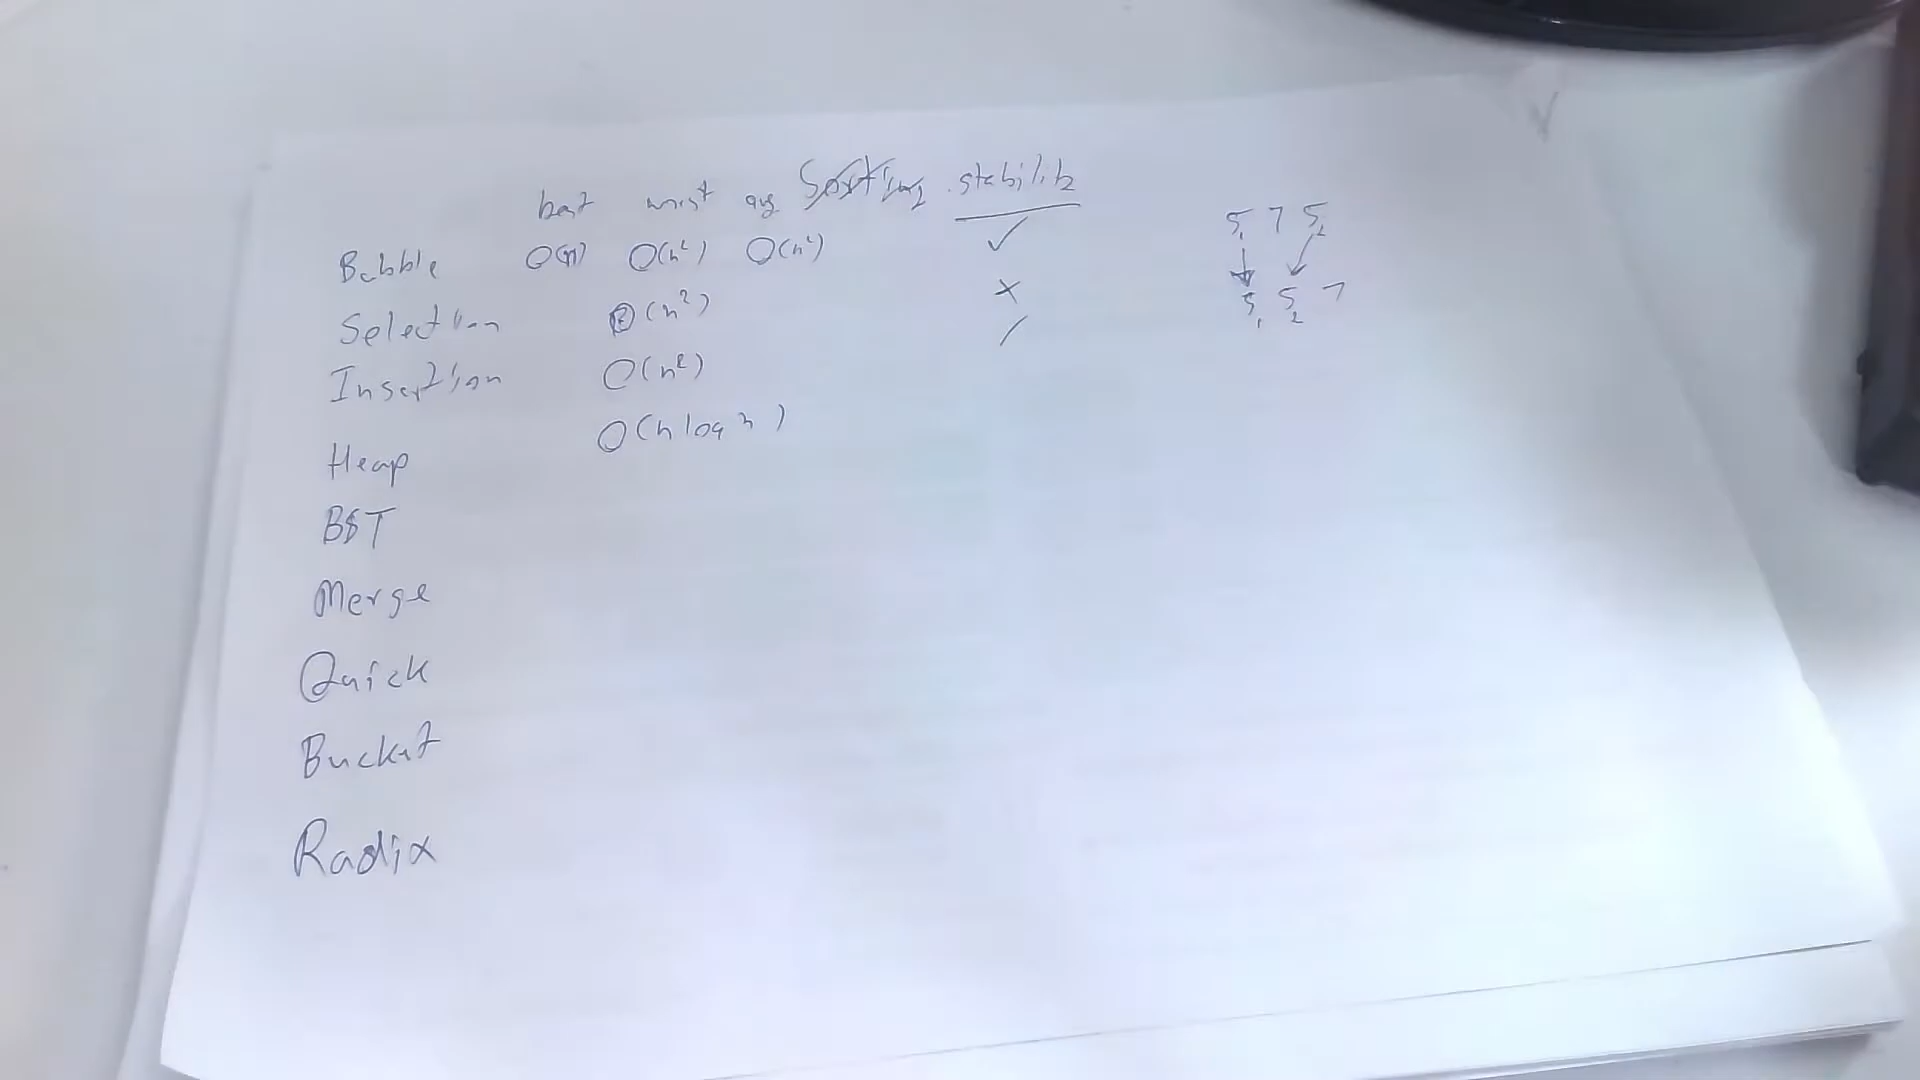 best worst avg Sorting stability
Bubble O(n) O(n²) O(n²) ✓
Selection Θ(n²) ×
Insertion O(n²) /
Heap O(n log n)
BST
Merge
Quick
Bucket
Radix
5₁ 7 5₂
5₁ 5₂ 7